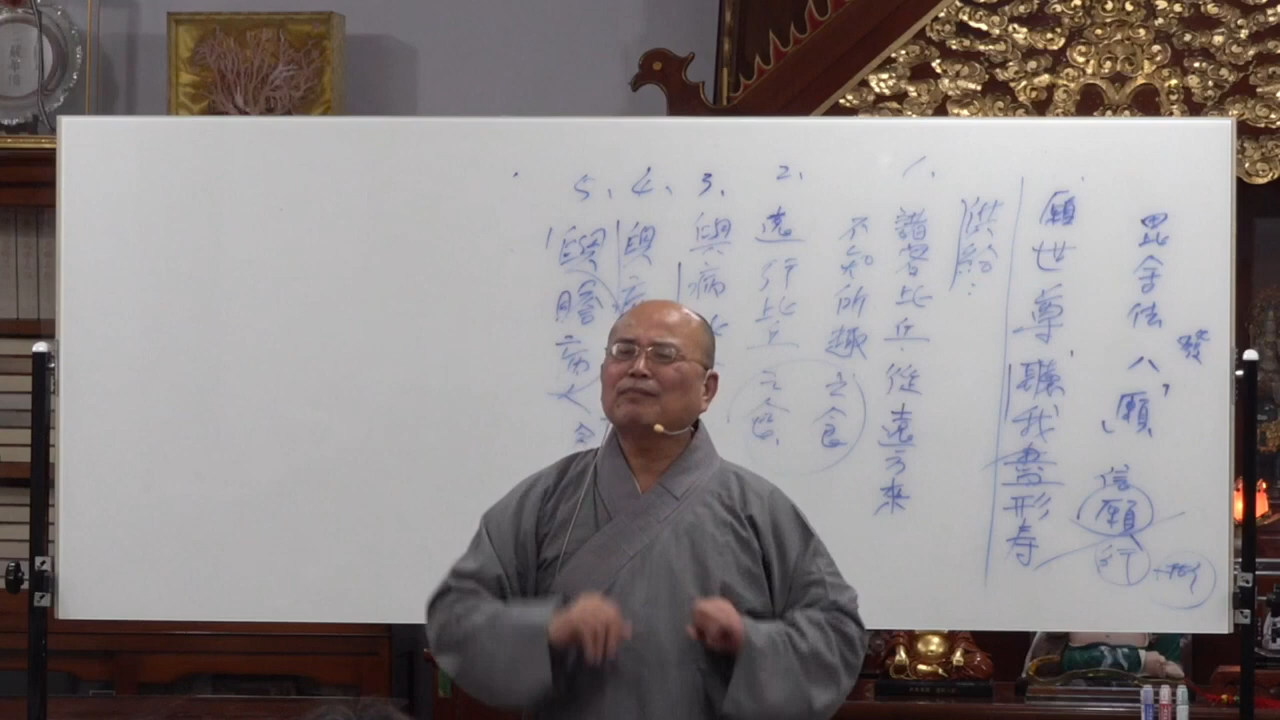 毘舍佉八願
發
信願行
願世尊聽我盡形壽
供給:
1. 諸客比丘從遠方來
不知所趣之食
2. 遠行比丘之食
3. 與病比
4. 與病
5. 與瞻病人食